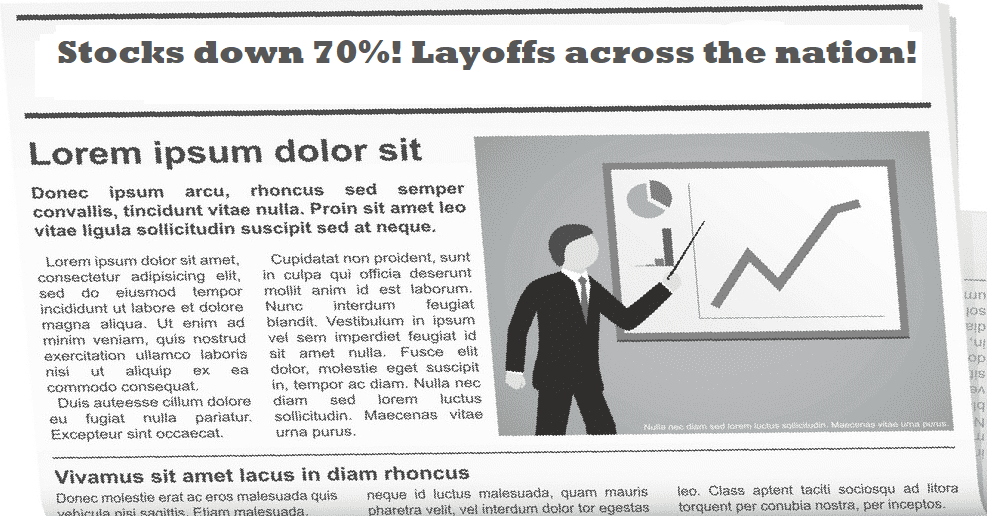 Stocks down 70%! Layoffs across the nation!
Lorem ipsum dolor sit
Donec ipsum arcu, rhoncus sed semper
convallis, tincidunt vitae nulla. Proin sit amet leo
vitae ligula sollicitudin suscipit sed at neque.
Lorem ipsum dolor sit amet,
consectetur adipisicing elit,
sed do eiusmod tempor
incididunt ut labore et dolore
magna aliqua. Ut enim ad
minim veniam, quis nostrud
exercitation ullamco laboris
nisi ut aliquip ex ea
commodo consequat.
Duis auteesse cillum dolore
eu fugiat nulla pariatur.
Excepteur sint occaecat.
Cupidatat non proident, sunt
in culpa qui officia deserunt
mollit anim id est laborum.
Nunc interdum feugiat
blandit. Vestibulum in ipsum
vel sem imperdiet feugiat id
sit amet nulla. Fusce elit
dolor, molestie eget suscipit
in, tempor ac diam. Nulla nec
diam sed lorem luctus
sollicitudin. Maecenas vitae
urna purus.
Nulla nec diam sed lorem luctus sollicitudin. Maecenas vitae urna purus.
Vivamus sit amet lacus in diam rhoncus
Donec molestie erat ac eros malesuada quis
vehicula nisi sagittis. Etiam malesuada.
neque id luctus malesuada, quam mauris
pharetra velit, vel interdum dolor tor egestas
leo. Class aptent taciti sociosqu ad litora
torquent per conubia nostra, per inceptos.